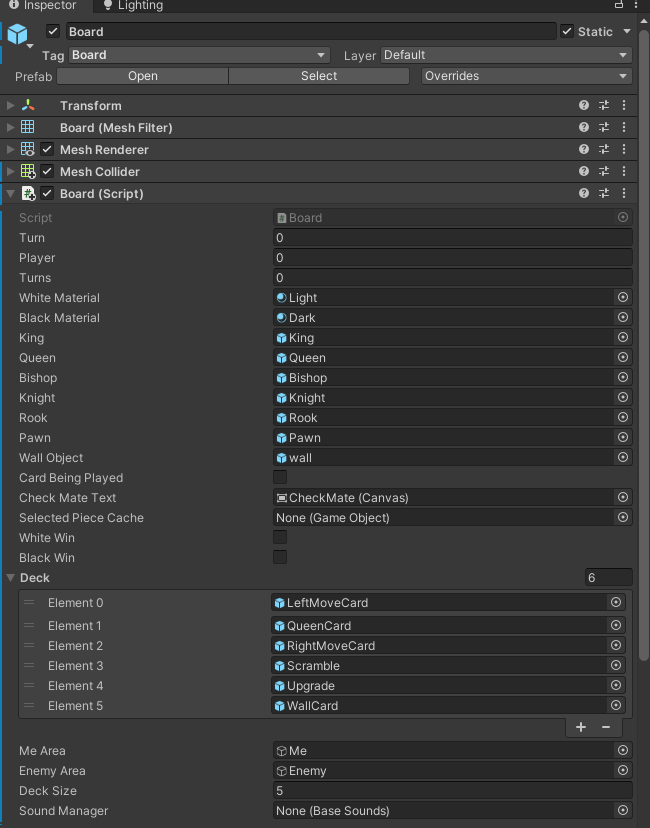 Inspector Lighting
Board Static
Tag Board Layer Default
Prefab Open Select Overrides
Transform
Board (Mesh Filter)
Mesh Renderer
Mesh Collider
Board (Script)
Script Board
Turn 0
Player 0
Turns 0
White Material Light
Black Material Dark
King King
Queen Queen
Bishop Bishop
Knight Knight
Rook Rook
Pawn Pawn
Wall Object wall
Card Being Played
Check Mate Text CheckMate (Canvas)
Selected Piece Cache None (Game Object)
White Win
Black Win
Deck 6
Element 0 LeftMoveCard
Element 1 QueenCard
Element 2 RightMoveCard
Element 3 Scramble
Element 4 Upgrade
Element 5 WallCard
+ −
Me Area Me
Enemy Area Enemy
Deck Size 5
Sound Manager None (Base Sounds)